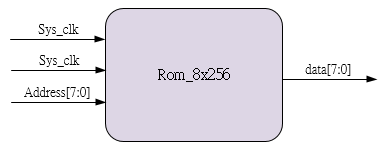 Sys_clk
Sys_clk
Address[7:0]
Rom_8x256
data[7:0]